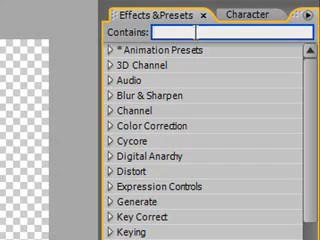 Effects & Presets × Character
Contains:
* Animation Presets
3D Channel
Audio
Blur & Sharpen
Channel
Color Correction
Cycore
Digital Anarchy
Distort
Expression Controls
Generate
Key Correct
Keying